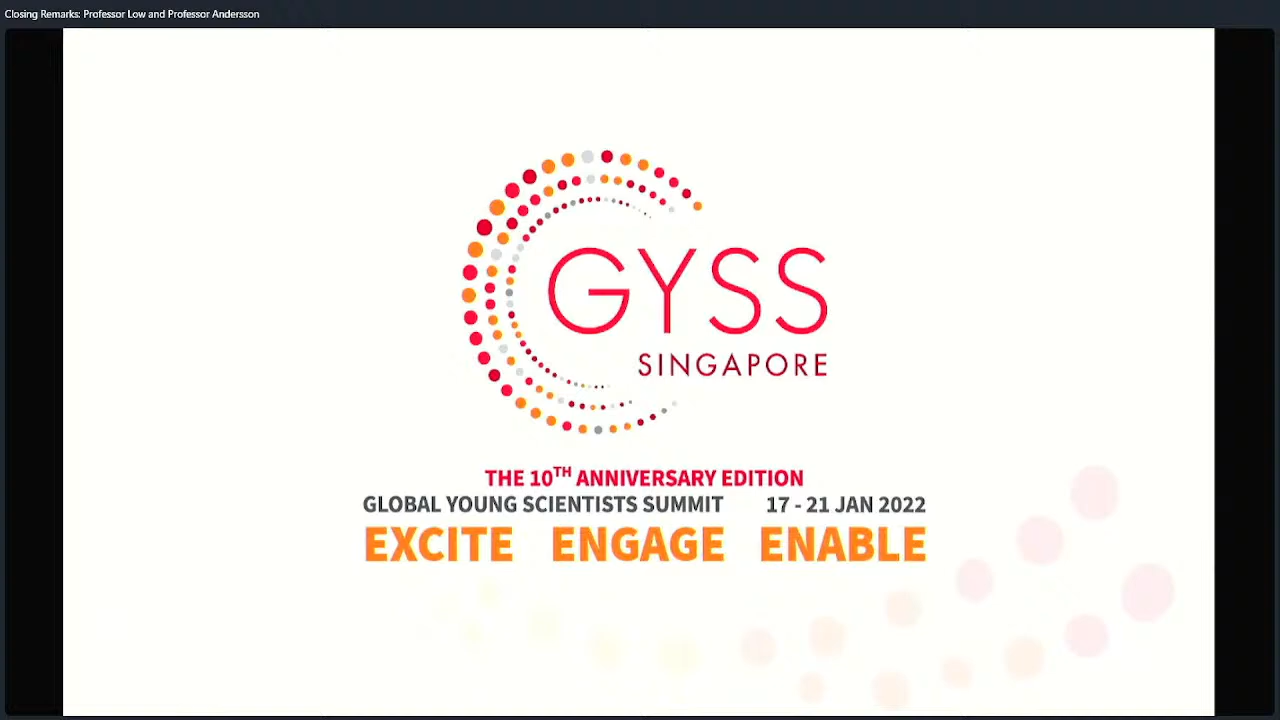 Closing Remarks: Professor Low and Professor Andersson
GYSS
SINGAPORE
THE 10TH ANNIVERSARY EDITION
GLOBAL YOUNG SCIENTISTS SUMMIT 17 - 21 JAN 2022
EXCITE ENGAGE ENABLE